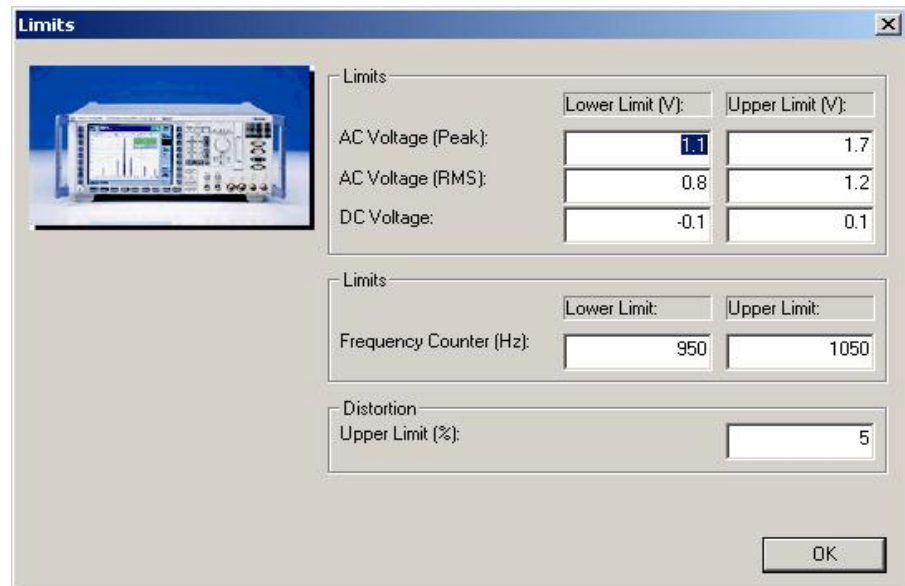 Limits
Limits
Lower Limit (V): Upper Limit (V):
AC Voltage (Peak): 1.1 1.7
AC Voltage (RMS): 0.8 1.2
DC Voltage: -0.1 0.1
Limits
Lower Limit: Upper Limit:
Frequency Counter (Hz): 950 1050
Distortion
Upper Limit (%): 5
OK